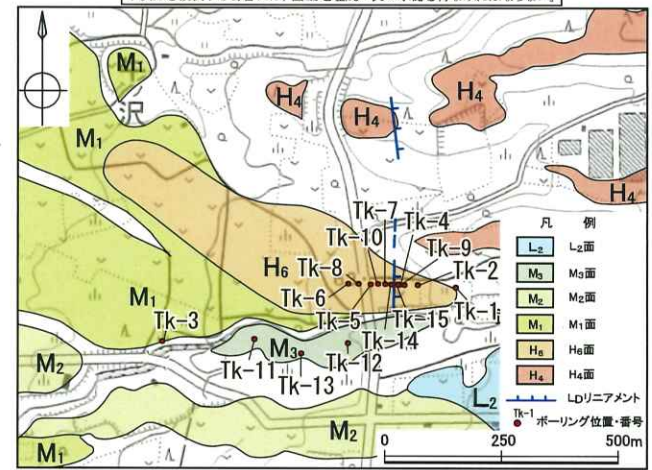 M₁
沢
H₄
H₄
H₄
M₁
H₄
Tk-7
Tk-4
Tk-10
Tk-9
H₆
Tk-8
Tk-2
Tk-6
M₁
Tk-3
Tk-5
Tk-15
Tk-1
Tk-14
M₃
Tk-12
Tk-11
Tk-13
M₂
L₂
M₂
M₁
凡 例
L₂ L₂面
M₃ M₃面
M₂ M₂面
M₁ M₁面
H₆ H₆面
H₄ H₄面
LDリニアメント
Tk-1 ボーリング位置・番号
0 250 500m